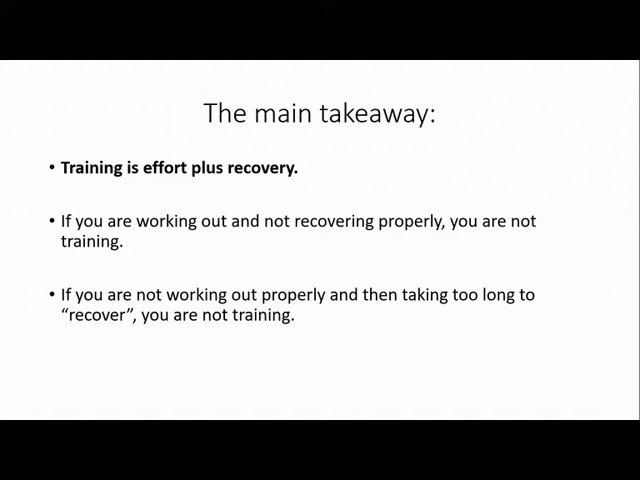 The main takeaway:
• Training is effort plus recovery.
• If you are working out and not recovering properly, you are not
training.
• If you are not working out properly and then taking too long to
“recover”, you are not training.